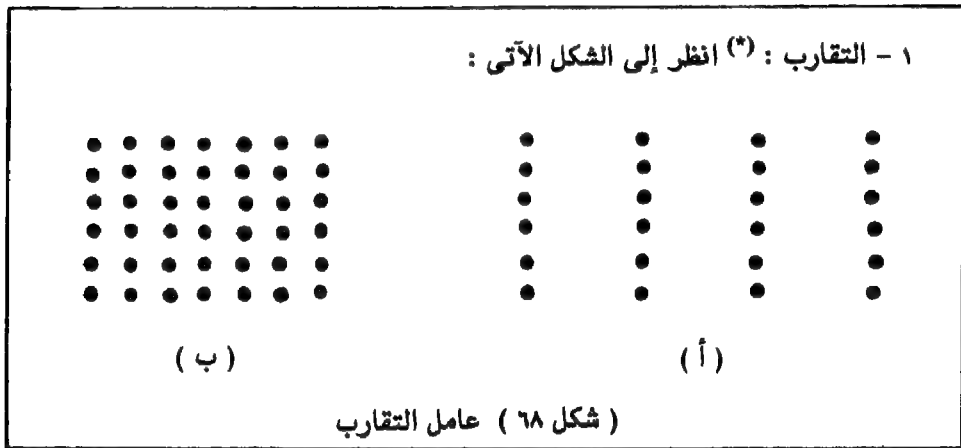 ١ – التقارب : (*) انظر إلى الشكل الآتى :
( أ )
( ب )
( شكل ٦٨ ) عامل التقارب